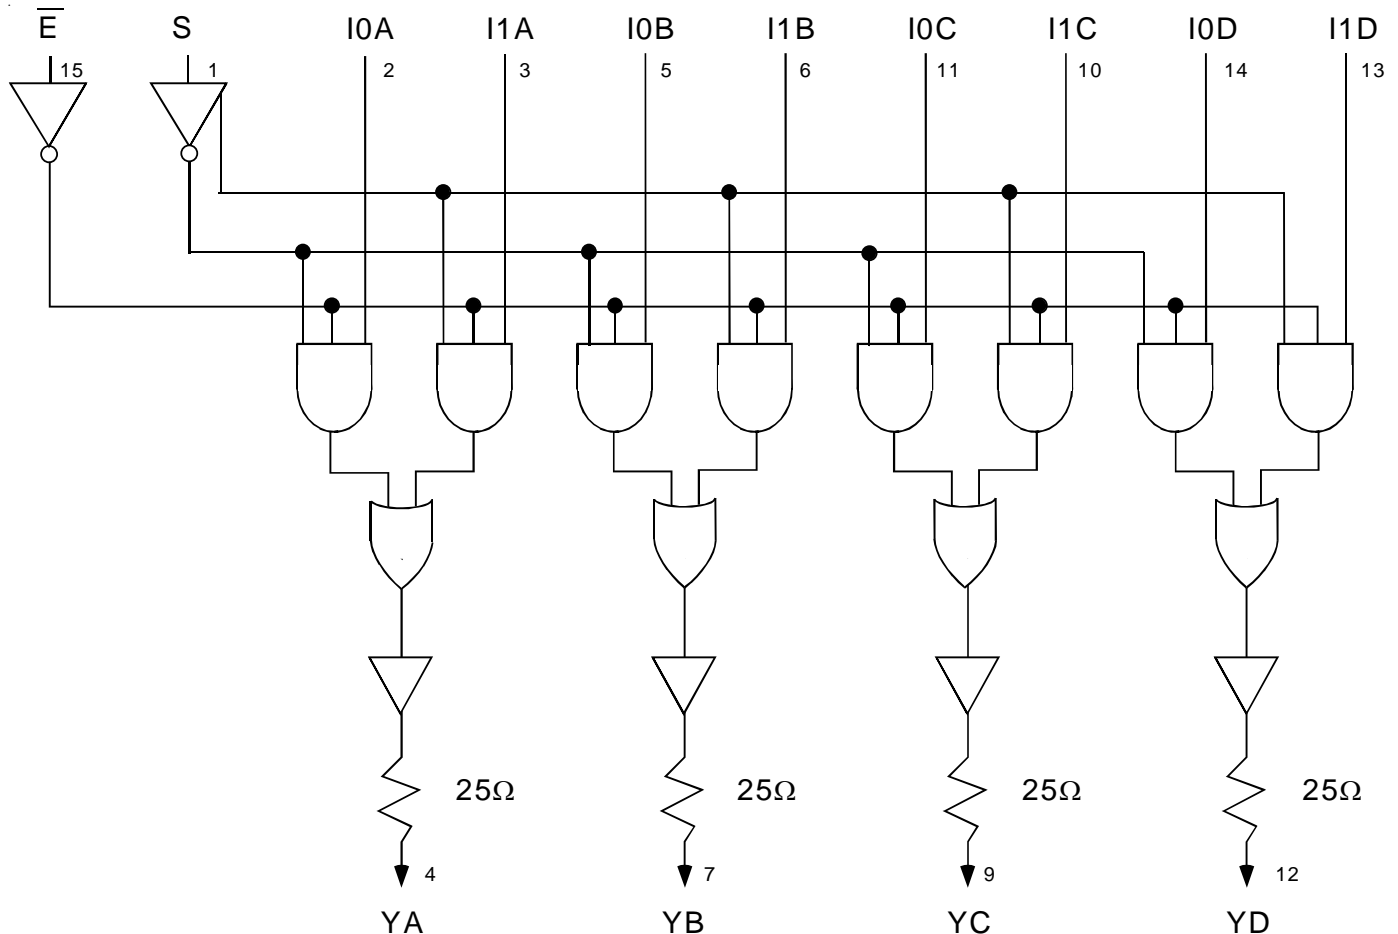 E̅ S I0A I1A I0B I1B I0C I1C I0D I1D
15 1 2 3 5 6 11 10 14 13
25Ω 25Ω 25Ω 25Ω
4 7 9 12
YA YB YC YD